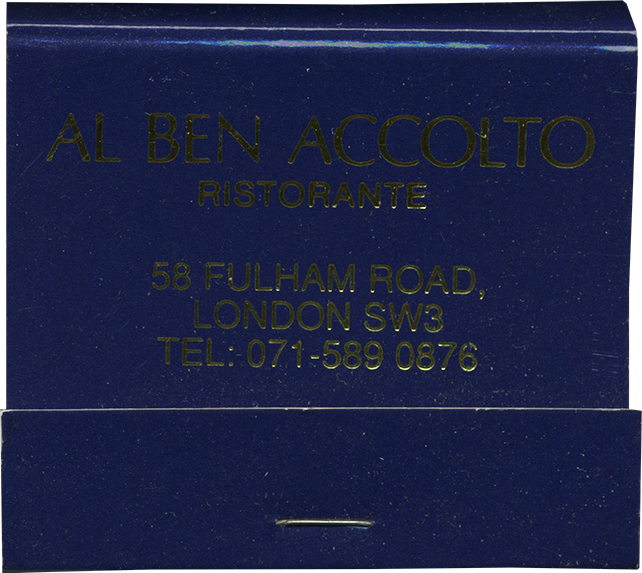 AL BEN ACCOLTO
RISTORANTE
58 FULHAM ROAD,
LONDON SW3
TEL: 071-589 0876